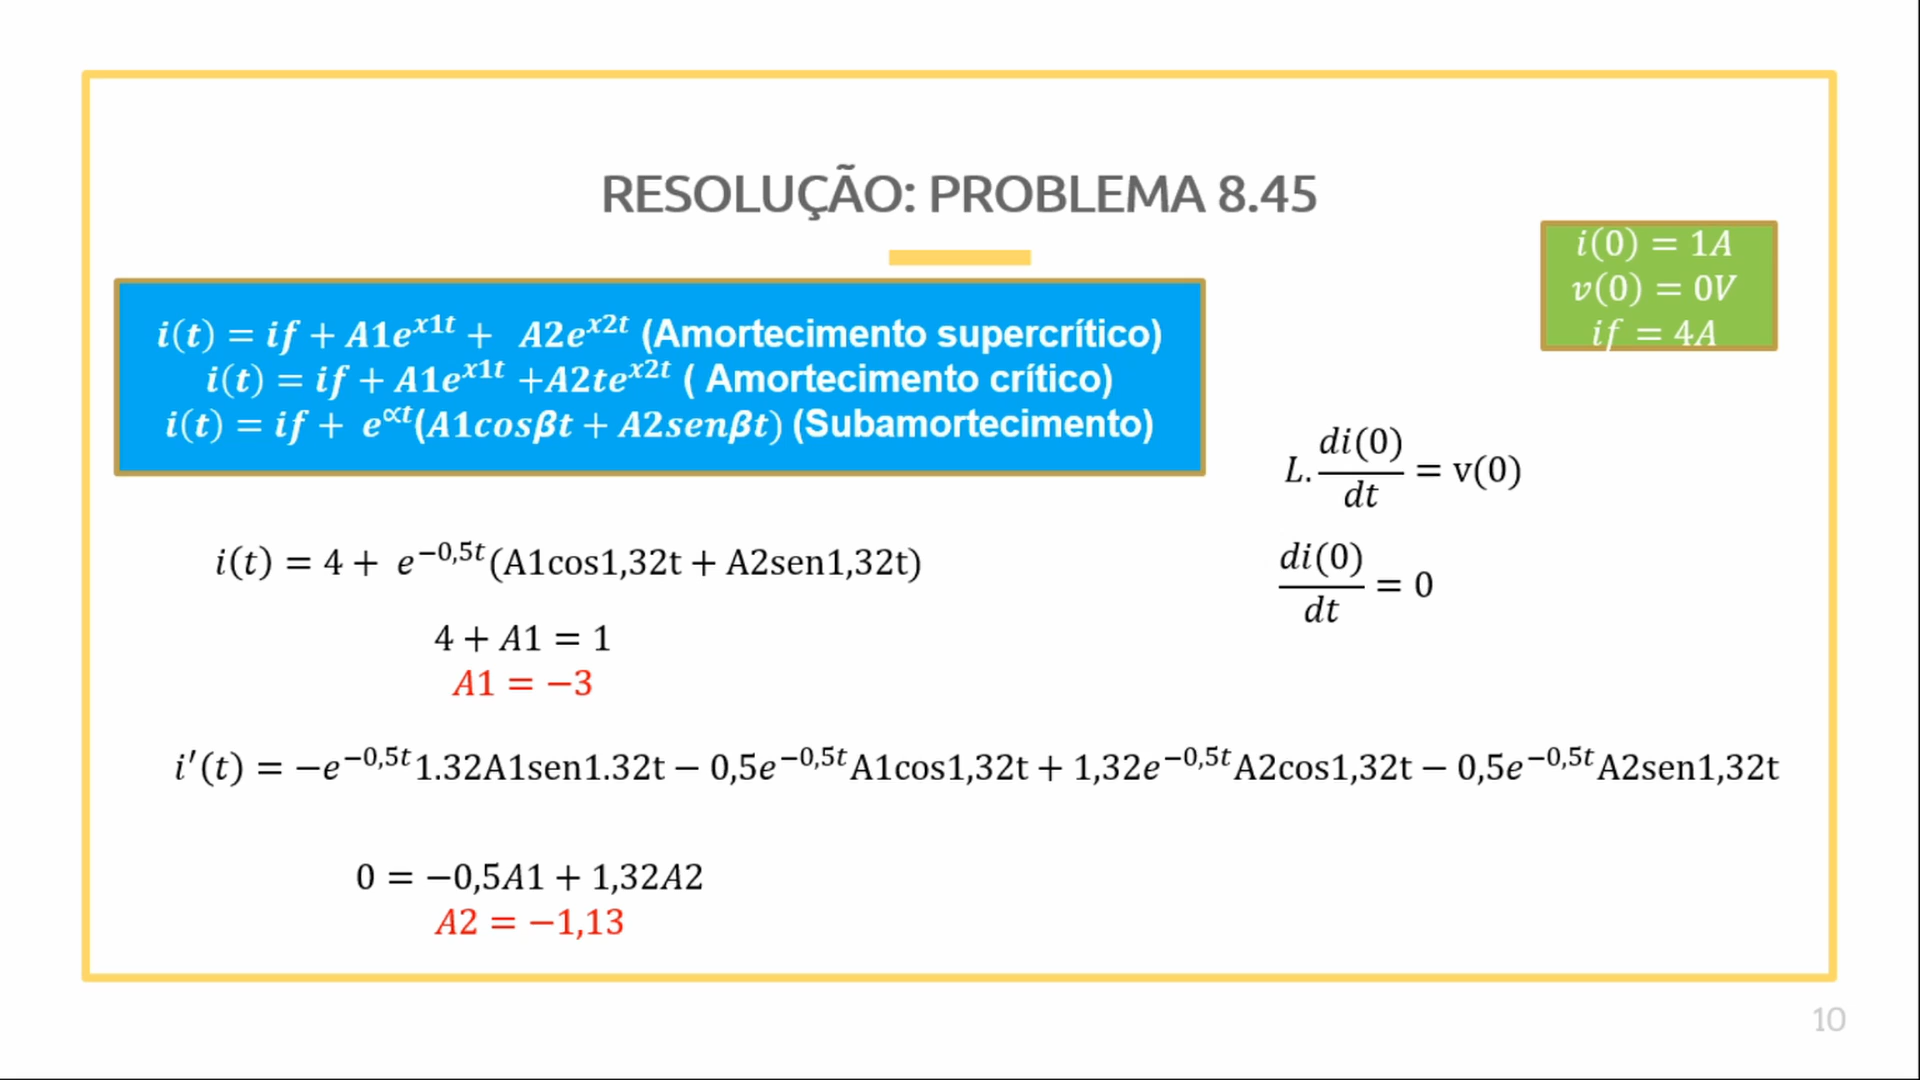 RESOLUÇÃO: PROBLEMA 8.45
i(0) = 1A
v(0) = 0V
if = 4A
i(t) = if + A1e^{x1t} + A2e^{x2t} (Amortecimento supercrítico)
i(t) = if + A1e^{x1t} +A2te^{x2t} ( Amortecimento crítico)
i(t) = if + e^{∝t}(A1cosβt + A2senβt) (Subamortecimento)
L. di(0)/dt = v(0)
di(0)/dt = 0
i(t) = 4 + e^{−0,5t}(A1cos1,32t + A2sen1,32t)
4 + A1 = 1
A1 = −3
i′(t) = −e^{−0,5t}1.32A1sen1.32t − 0,5e^{−0,5t}A1cos1,32t + 1,32e^{−0,5t}A2cos1,32t − 0,5e^{−0,5t}A2sen1,32t
0 = −0,5A1 + 1,32A2
A2 = −1,13
10